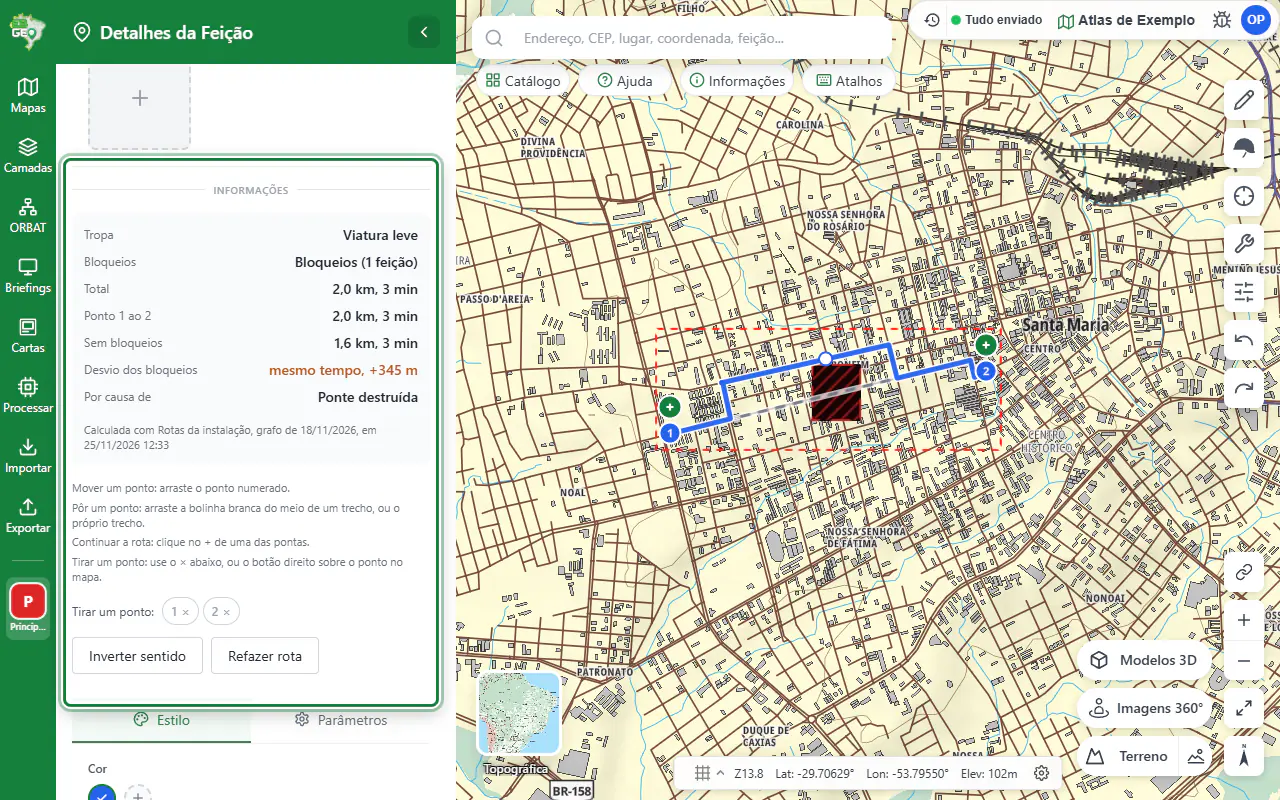 GEO
Detalhes da Feição
Endereço, CEP, lugar, coordenada, feição...
Tudo enviado
Atlas de Exemplo
OP
Mapas
Camadas
ORBAT
Briefings
Cartas
Processar
Importar
Exportar
P
Princip...
INFORMAÇÕES
Tropa Viatura leve
Bloqueios Bloqueios (1 feição)
Total 2,0 km, 3 min
Ponto 1 ao 2 2,0 km, 3 min
Sem bloqueios 1,6 km, 3 min
Desvio dos bloqueios mesmo tempo, +345 m
Por causa de Ponte destruída
Calculada com Rotas da instalação, grafo de 18/11/2026, em
25/11/2026 12:33
Mover um ponto: arraste o ponto numerado.
Pôr um ponto: arraste a bolinha branca do meio de um trecho, ou o
próprio trecho.
Continuar a rota: clique no + de uma das pontas.
Tirar um ponto: use o × abaixo, ou o botão direito sobre o ponto no
mapa.
Tirar um ponto: 1 × 2 ×
Inverter sentido Refazer rota
Estilo Parâmetros
Cor
Catálogo
Ajuda
Informações
Atalhos
FILHO
CAROLINA
DIVINA
PROVIDÊNCIA
NOSSA SENHORA
DO ROSÁRIO
MENINO JESUS
PASSO D'AREIA
Santa Maria
CENTRO
1
2
CENTRO
HISTÓRICO
NOAL
NOSSA SENHORA
DE FÁTIMA
NONOAI
PATRONATO
DUQUE DE
CAXIAS
Topográfica
BR-158
Modelos 3D
Imagens 360°
Terreno
N
Z13.8 Lat: -29.70629° Lon: -53.79550° Elev: 102m